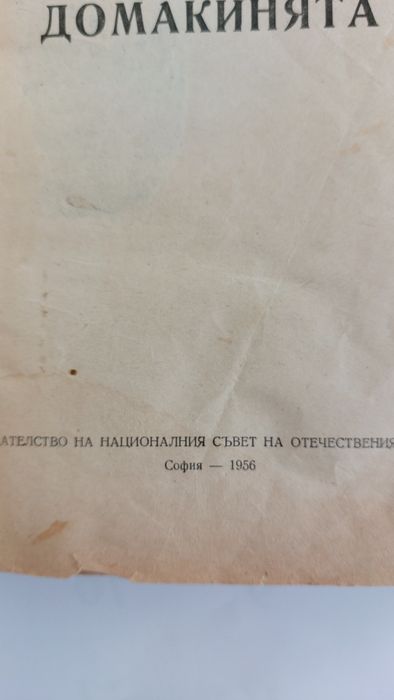 ДОМАКИНЯТА
АТЕЛСТВО НА НАЦИОНАЛНИЯ СЪВЕТ НА ОТЕЧЕСТВЕНИЯ
София — 1956